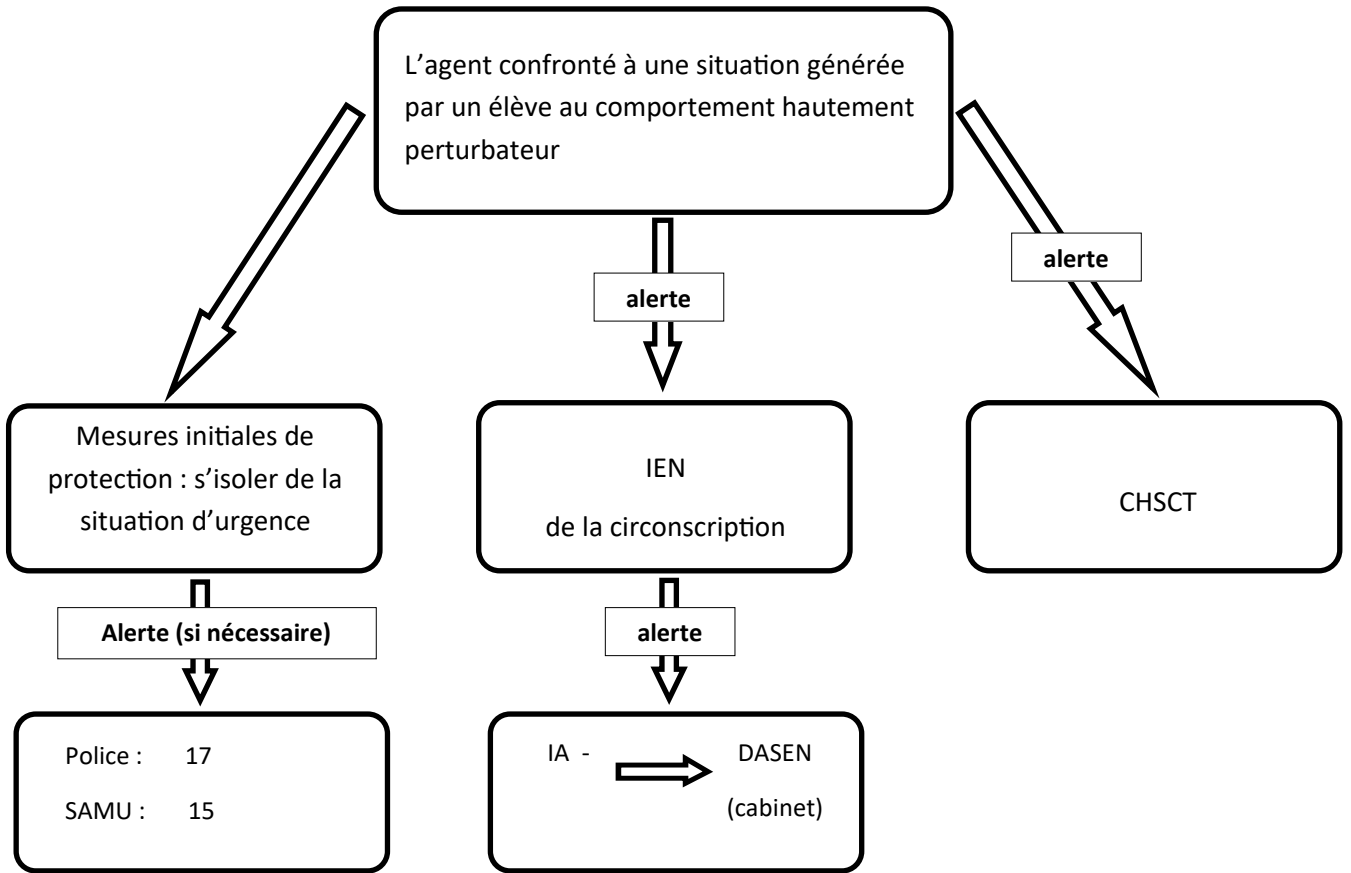 L’agent confronté à une situation générée
par un élève au comportement hautement
perturbateur
alerte
alerte
Mesures initiales de
protection : s’isoler de la
situation d’urgence
IEN
de la circonscription
CHSCT
Alerte (si nécessaire)
alerte
Police : 17
SAMU : 15
IA - DASEN
(cabinet)